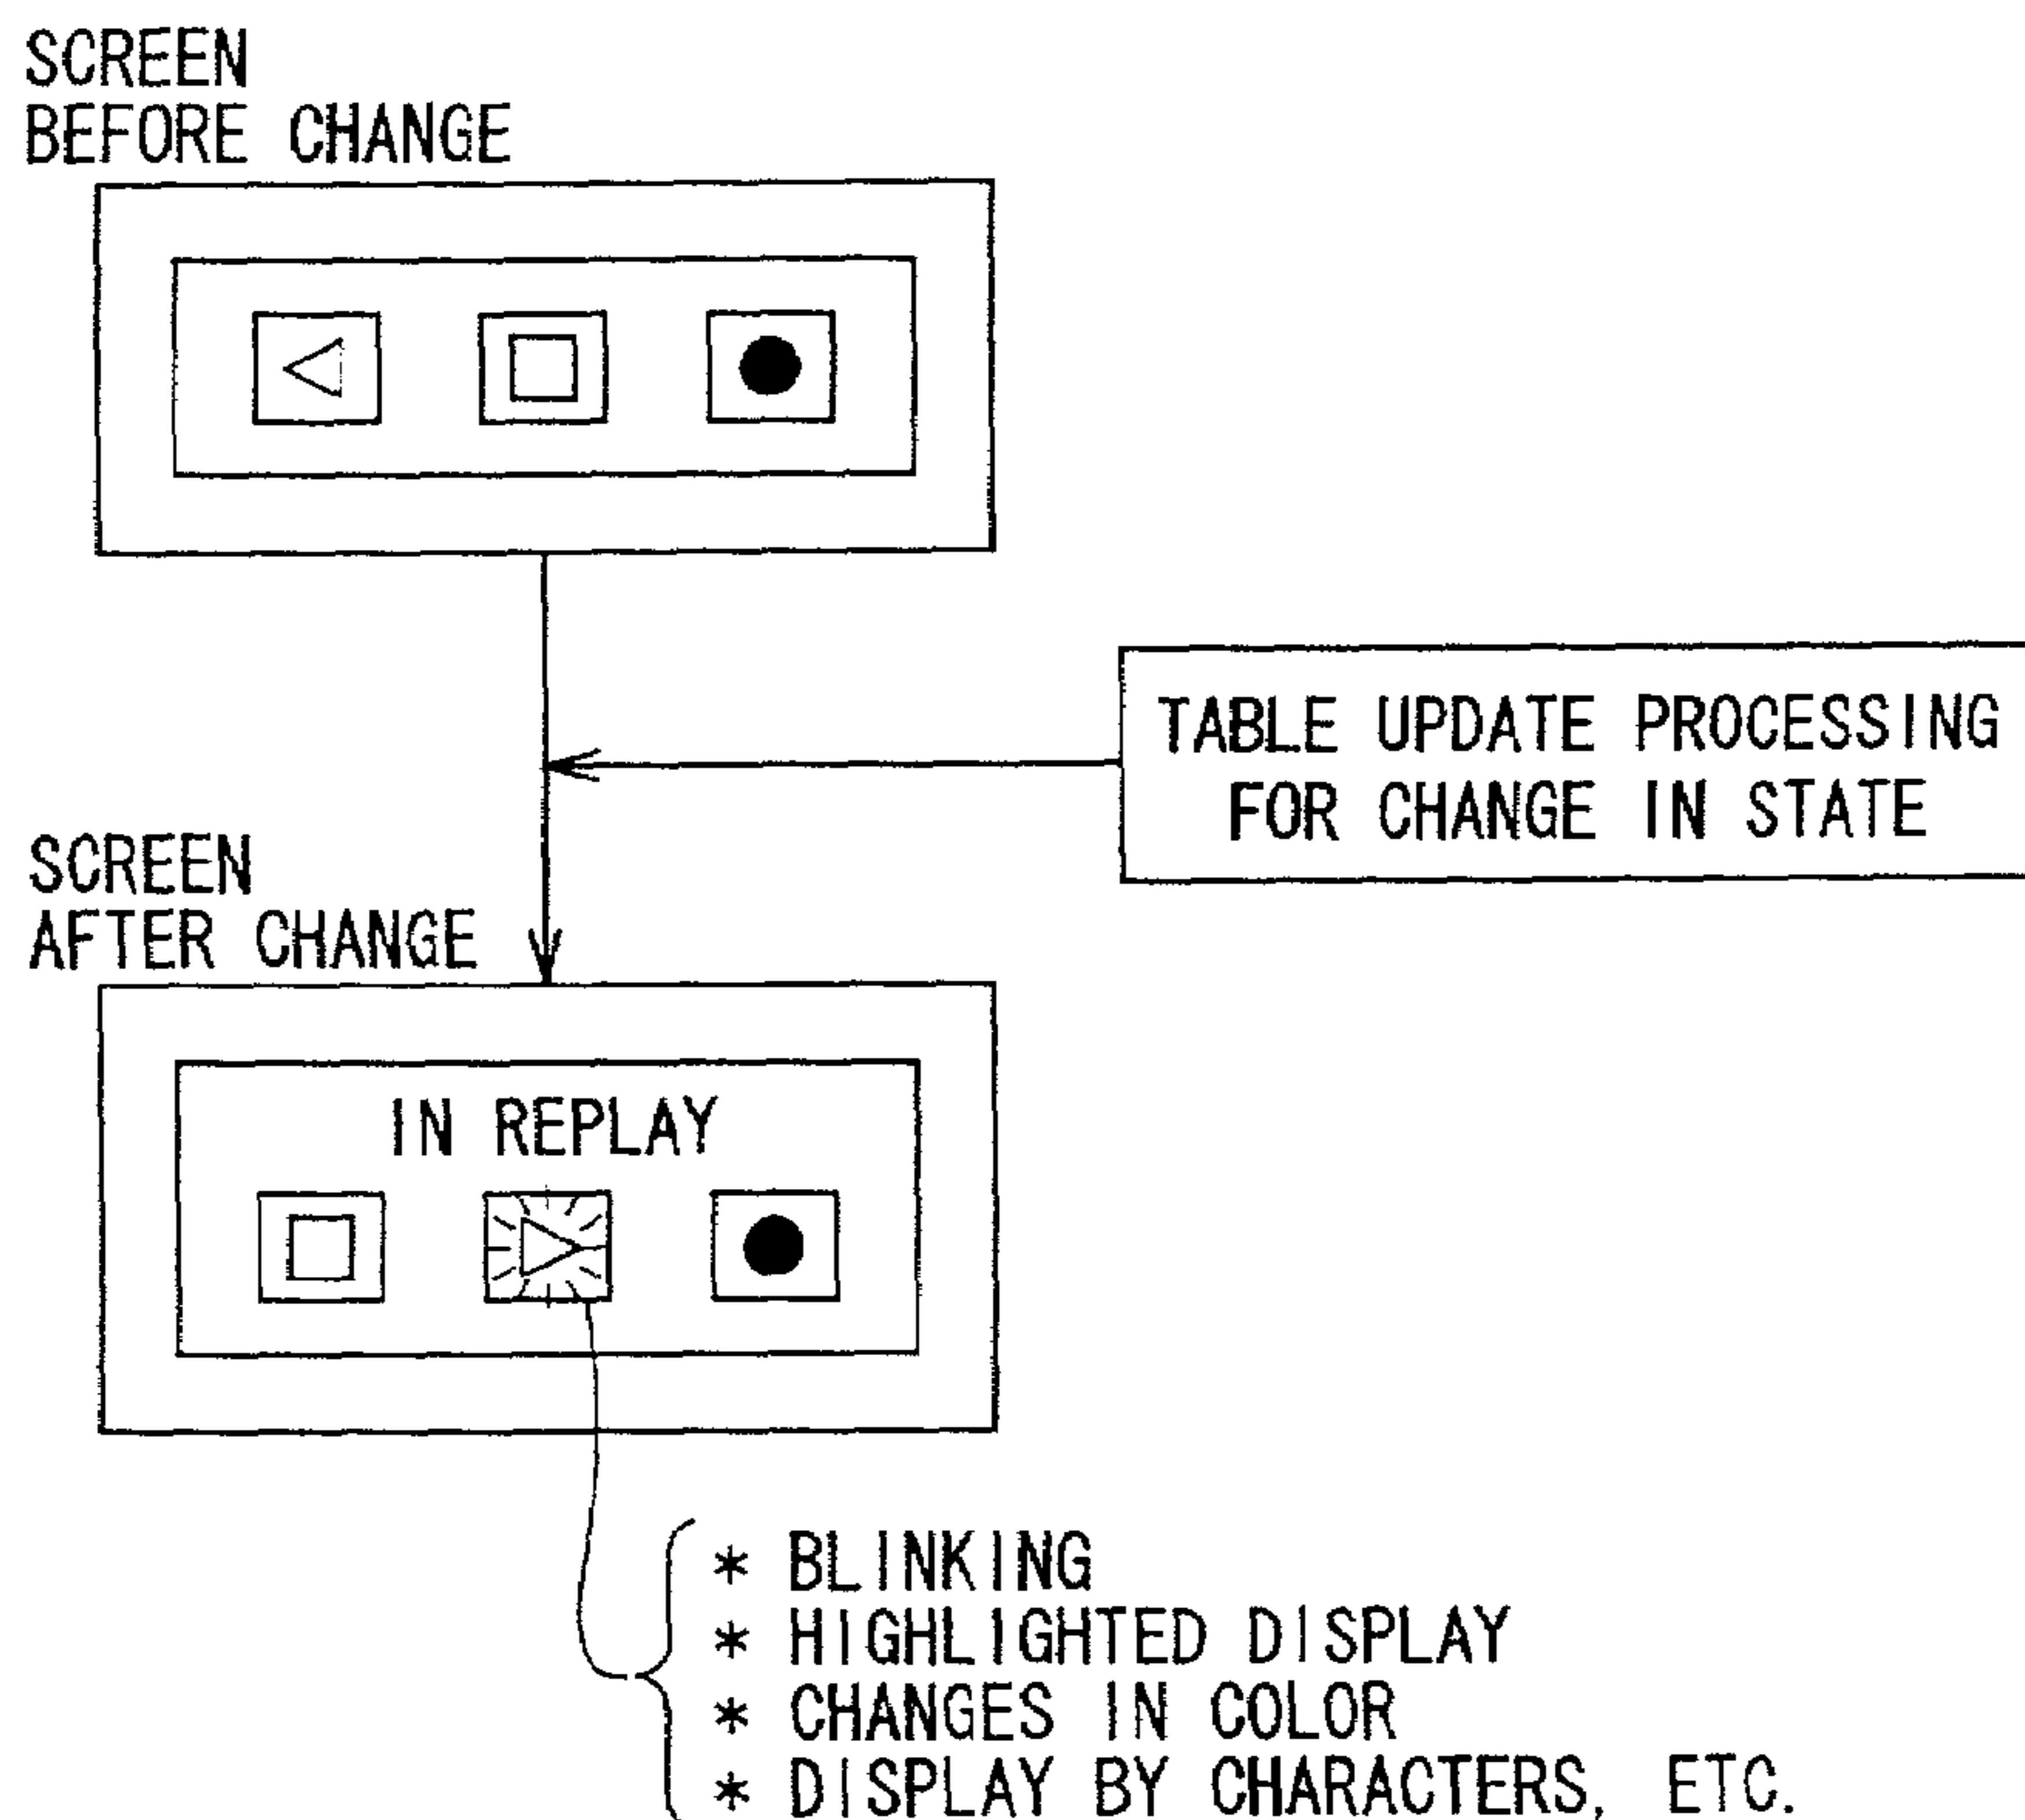 SCREEN
BEFORE CHANGE
TABLE UPDATE PROCESSING
FOR CHANGE IN STATE
SCREEN
AFTER CHANGE
IN REPLAY
* BLINKING
* HIGHLIGHTED DISPLAY
* CHANGES IN COLOR
* DISPLAY BY CHARACTERS, ETC.